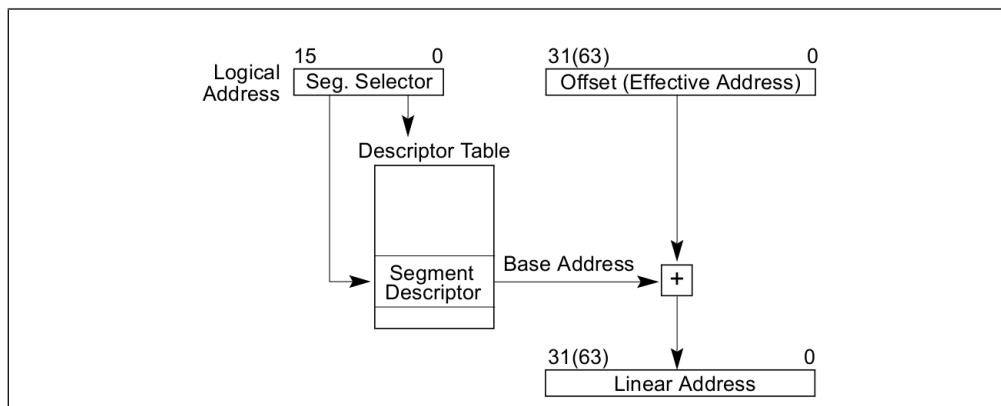 15 0
31(63) 0
Logical
Address
Seg. Selector
Offset (Effective Address)
Descriptor Table
Base Address
+
Segment
Descriptor
31(63) 0
Linear Address